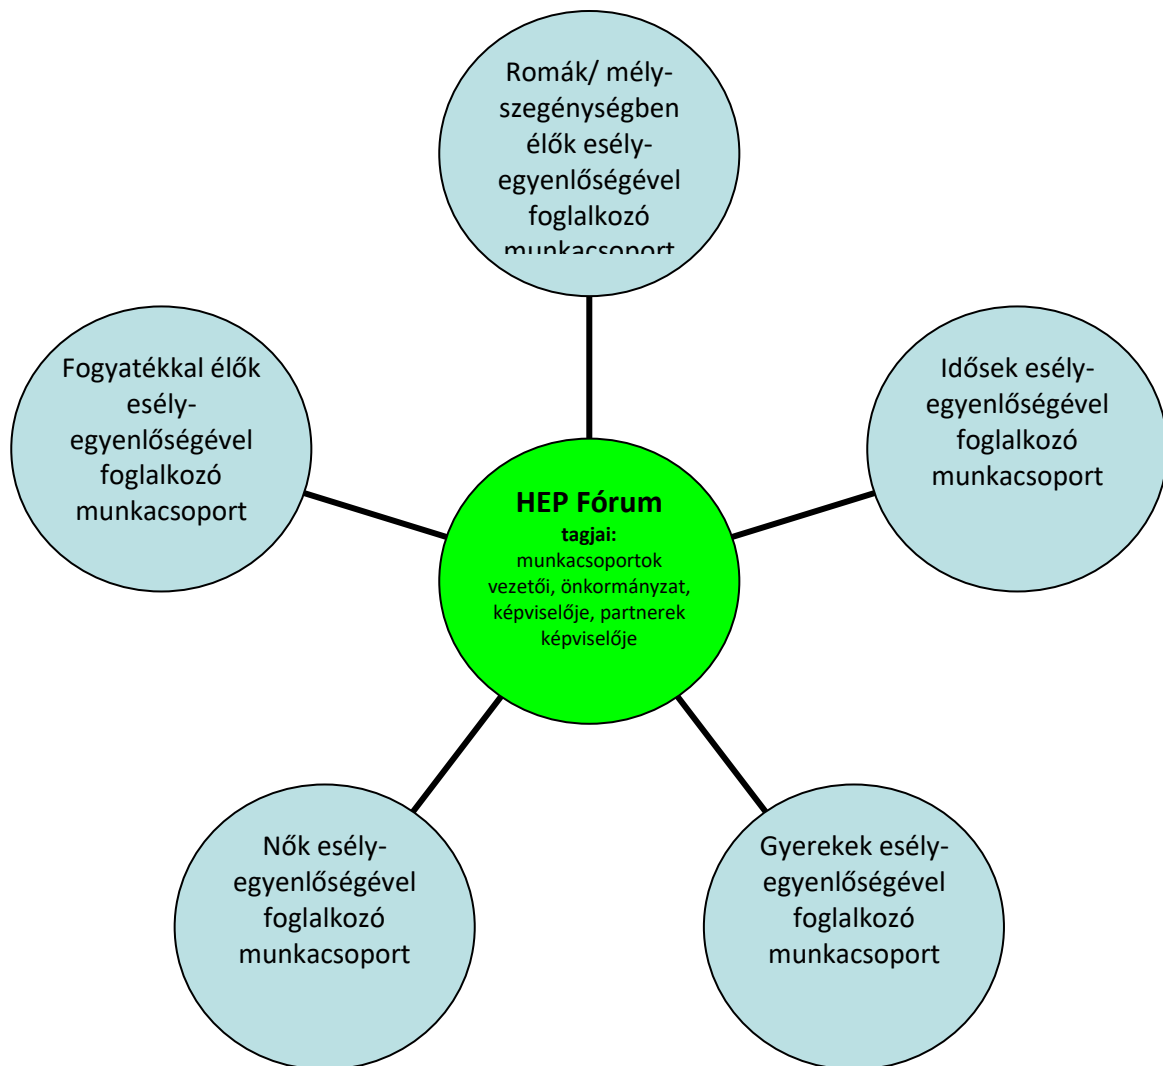 Romák/ mély-
szegénységben
élők esély-
egyenlőségével
foglalkozó
munkacsoport
Fogyatékkal élők
esély-
egyenlőségével
foglalkozó
munkacsoport
Idősek esély-
egyenlőségével
foglalkozó
munkacsoport
HEP Fórum
tagjai:
munkacsoportok
vezetői, önkormányzat,
képviselője, partnerek
képviselője
Nők esély-
egyenlőségével
foglalkozó
munkacsoport
Gyerekek esély-
egyenlőségével
foglalkozó
munkacsoport